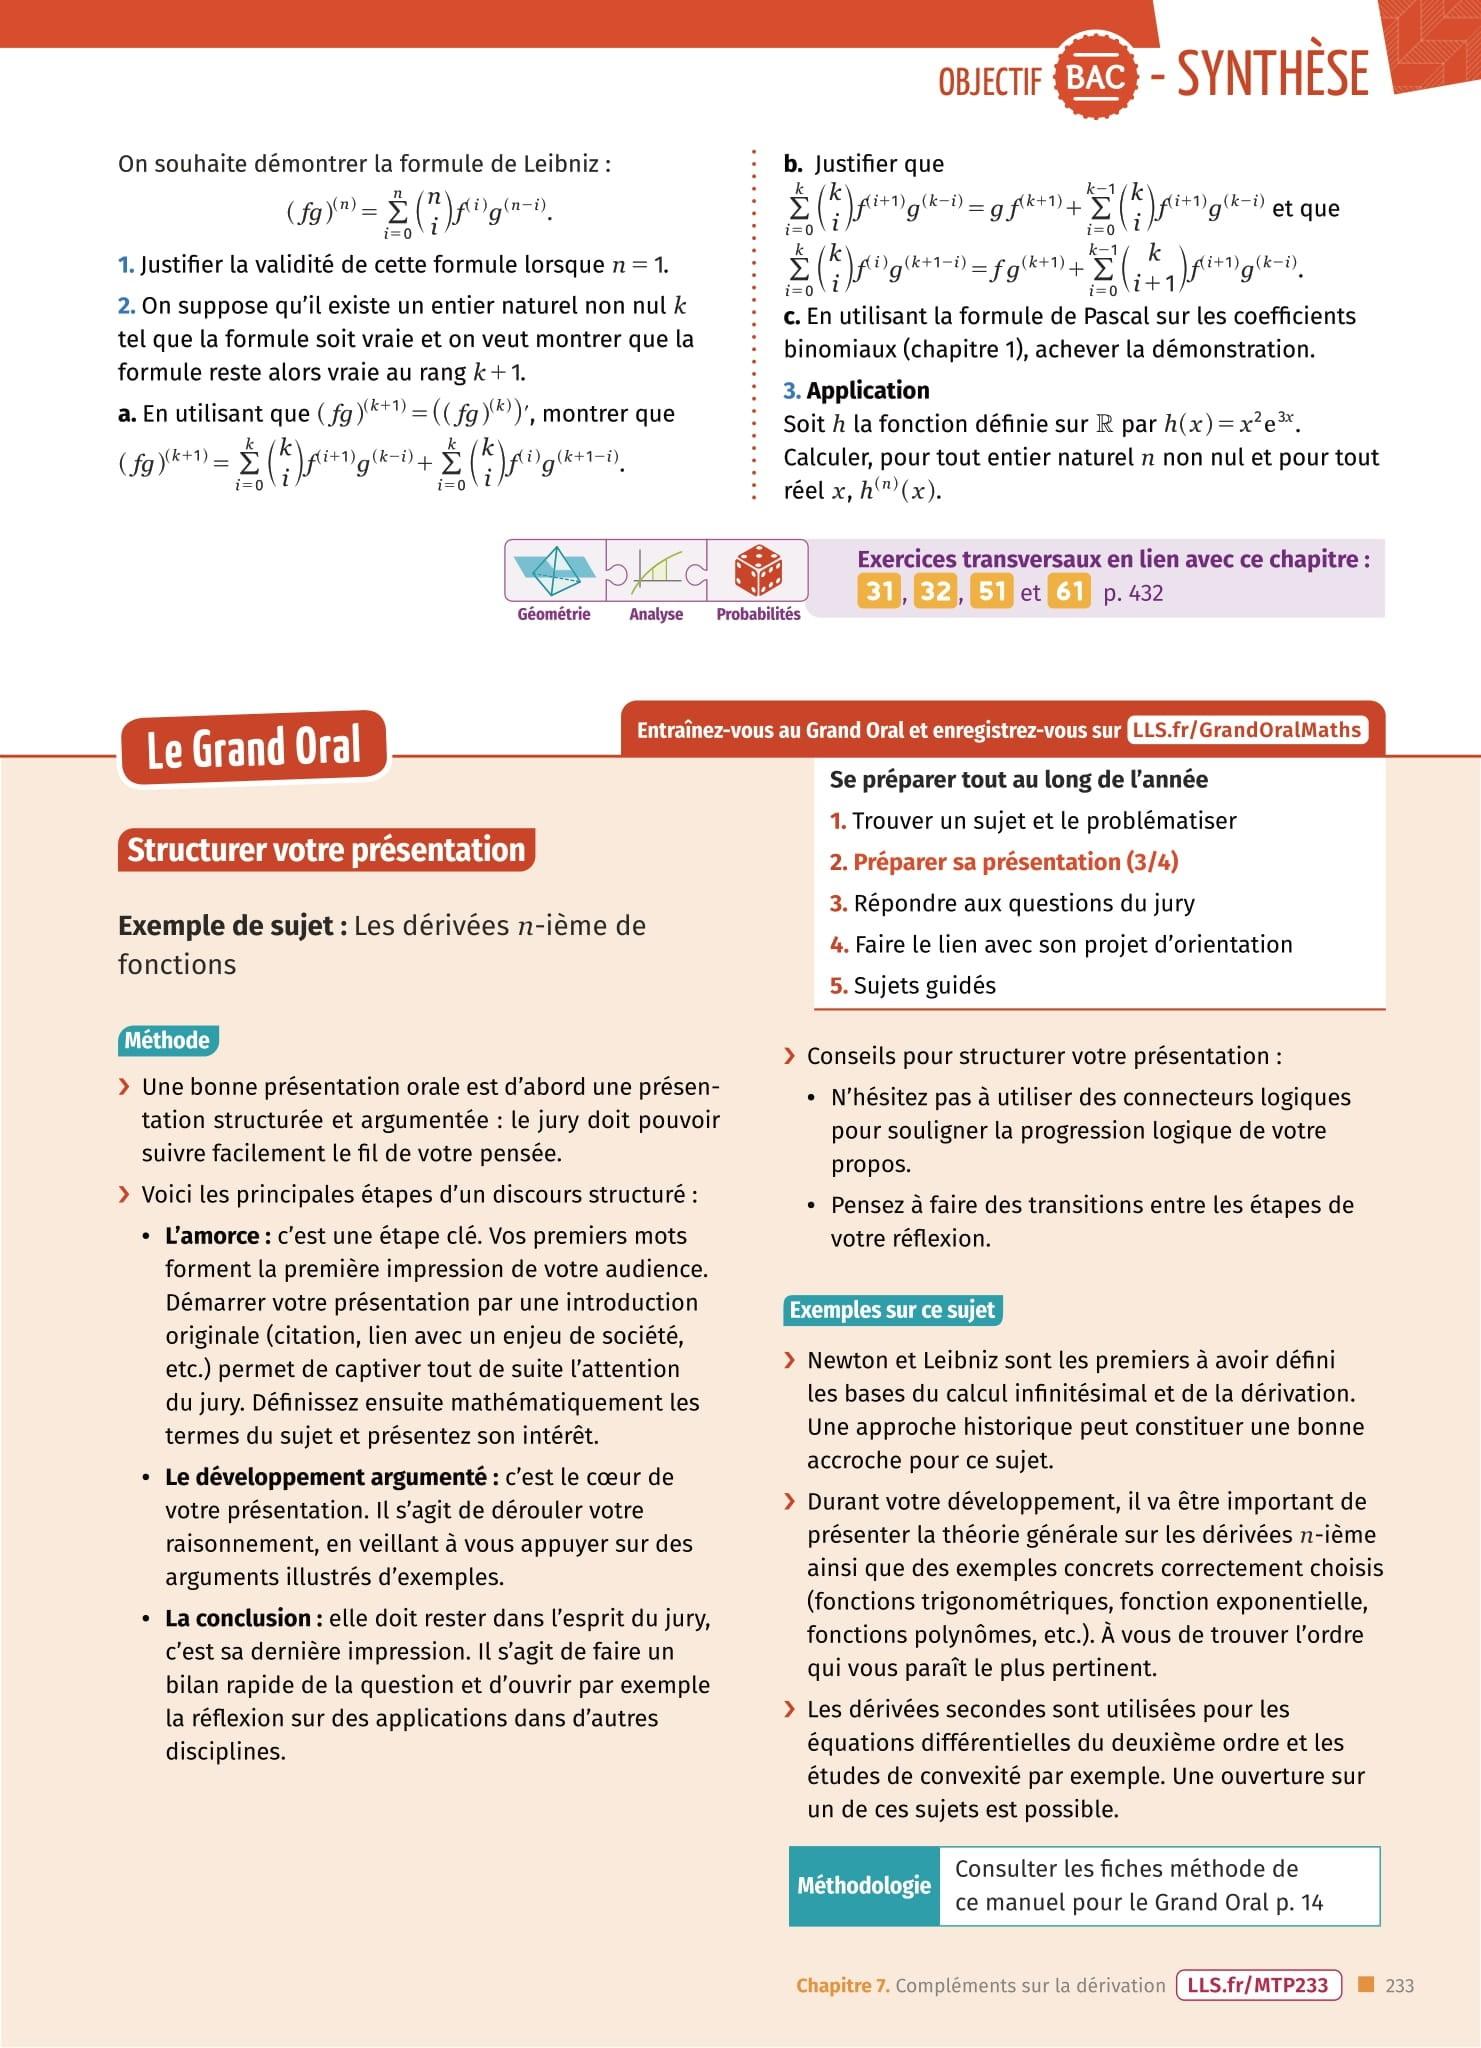 OBJECTIF BAC - SYNTHÈSE
On souhaite démontrer la formule de Leibniz :
(fg)⁽ⁿ⁾ = \sum_{i=0}^{n} \binom{n}{i} f^{(i)} g^{(n-i)}.
1. Justifier la validité de cette formule lorsque n = 1.
2. On suppose qu’il existe un entier naturel non nul k
tel que la formule soit vraie et on veut montrer que la
formule reste alors vraie au rang k + 1.
a. En utilisant que (fg)^{(k+1)} = ((fg)^{(k)})′, montrer que
(fg)^{(k+1)} = \sum_{i=0}^{k} \binom{k}{i} f^{(i+1)} g^{(k-i)} + \sum_{i=0}^{k} \binom{k}{i} f^{(i)} g^{(k+1-i)}.
b. Justifier que
\sum_{i=0}^{k} \binom{k}{i} f^{(i+1)} g^{(k-i)} = g f^{(k+1)} + \sum_{i=0}^{k-1} \binom{k}{i} f^{(i+1)} g^{(k-i)} et que
\sum_{i=0}^{k} \binom{k}{i} f^{(i)} g^{(k+1-i)} = f g^{(k+1)} + \sum_{i=0}^{k-1} \binom{k}{i+1} f^{(i+1)} g^{(k-i)}.
c. En utilisant la formule de Pascal sur les coefficients
binomiaux (chapitre 1), achever la démonstration.
3. Application
Soit h la fonction définie sur ℝ par h(x) = x²e^{3x}.
Calculer, pour tout entier naturel n non nul et pour tout
réel x, h^{(n)}(x).
Géométrie Analyse Probabilités
Exercices transversaux en lien avec ce chapitre :
31, 32, 51 et 61 p. 432
Le Grand Oral
Entraînez-vous au Grand Oral et enregistrez-vous sur LLS.fr/GrandOralMaths
Se préparer tout au long de l’année
1. Trouver un sujet et le problématiser
2. Préparer sa présentation (3/4)
3. Répondre aux questions du jury
4. Faire le lien avec son projet d’orientation
5. Sujets guidés
Structurer votre présentation
Exemple de sujet : Les dérivées n-ième de
fonctions
Méthode
› Une bonne présentation orale est d’abord une présen-
tation structurée et argumentée : le jury doit pouvoir
suivre facilement le fil de votre pensée.
› Voici les principales étapes d’un discours structuré :
• L’amorce : c’est une étape clé. Vos premiers mots
forment la première impression de votre audience.
Démarrer votre présentation par une introduction
originale (citation, lien avec un enjeu de société,
etc.) permet de captiver tout de suite l’attention
du jury. Définissez ensuite mathématiquement les
termes du sujet et présentez son intérêt.
• Le développement argumenté : c’est le cœur de
votre présentation. Il s’agit de dérouler votre
raisonnement, en veillant à vous appuyer sur des
arguments illustrés d’exemples.
• La conclusion : elle doit rester dans l’esprit du jury,
c’est sa dernière impression. Il s’agit de faire un
bilan rapide de la question et d’ouvrir par exemple
la réflexion sur des applications dans d’autres
disciplines.
› Conseils pour structurer votre présentation :
• N’hésitez pas à utiliser des connecteurs logiques
pour souligner la progression logique de votre
propos.
• Pensez à faire des transitions entre les étapes de
votre réflexion.
Exemples sur ce sujet
› Newton et Leibniz sont les premiers à avoir défini
les bases du calcul infinitésimal et de la dérivation.
Une approche historique peut constituer une bonne
accroche pour ce sujet.
› Durant votre développement, il va être important de
présenter la théorie générale sur les dérivées n-ième
ainsi que des exemples concrets correctement choisis
(fonctions trigonométriques, fonction exponentielle,
fonctions polynômes, etc.). À vous de trouver l’ordre
qui vous paraît le plus pertinent.
› Les dérivées secondes sont utilisées pour les
équations différentielles du deuxième ordre et les
études de convexité par exemple. Une ouverture sur
un de ces sujets est possible.
Méthodologie
Consulter les fiches méthode de
ce manuel pour le Grand Oral p. 14
Chapitre 7. Compléments sur la dérivation LLS.fr/MTP233 233